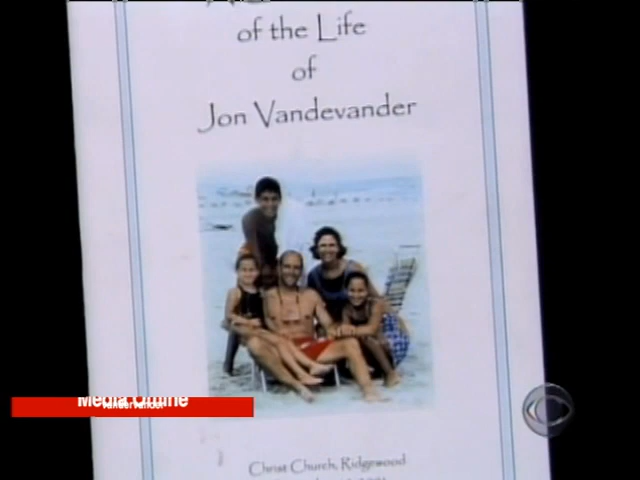 of the Life
of
Jon Vandevander
Christ Church, Ridgewood
Media Online